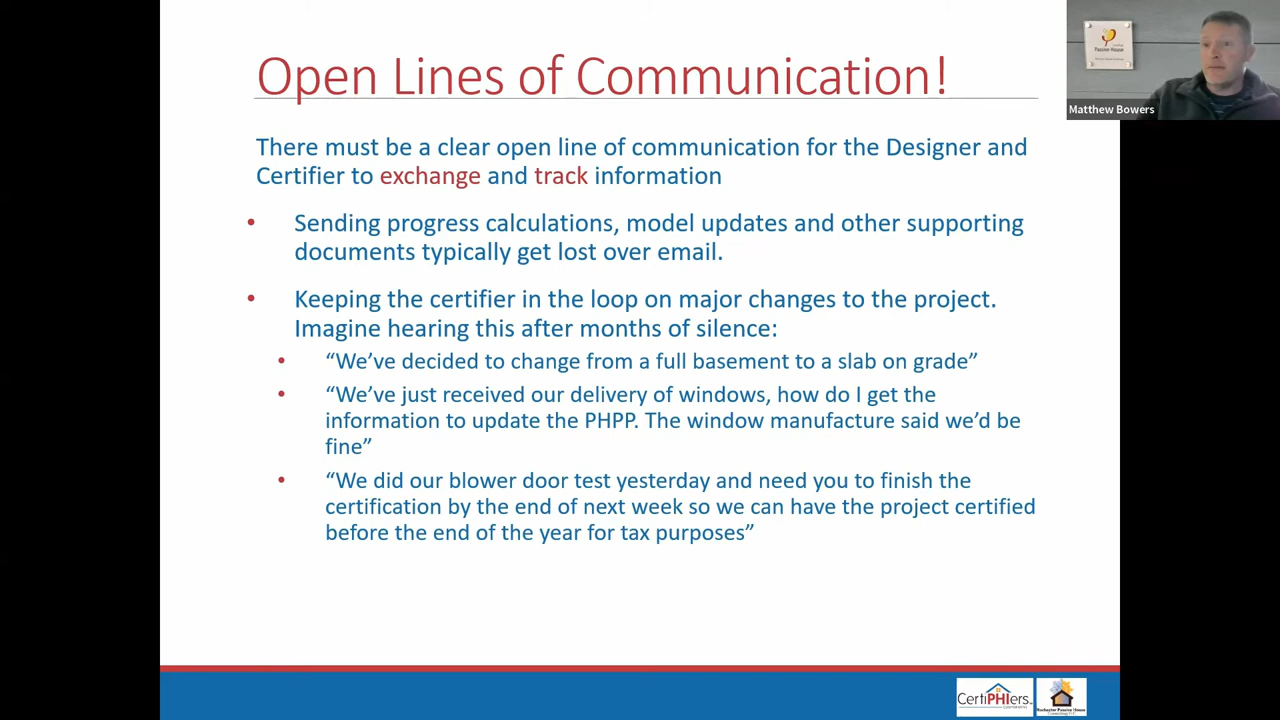 Open Lines of Communication!
There must be a clear open line of communication for the Designer and
Certifier to exchange and track information
• Sending progress calculations, model updates and other supporting
documents typically get lost over email.
• Keeping the certifier in the loop on major changes to the project.
Imagine hearing this after months of silence:
• “We’ve decided to change from a full basement to a slab on grade”
• “We’ve just received our delivery of windows, how do I get the
information to update the PHPP. The window manufacture said we’d be
fine”
• “We did our blower door test yesterday and need you to finish the
certification by the end of next week so we can have the project certified
before the end of the year for tax purposes”
Passive House
Matthew Bowers
CertiPHIers
Rochester Passive House